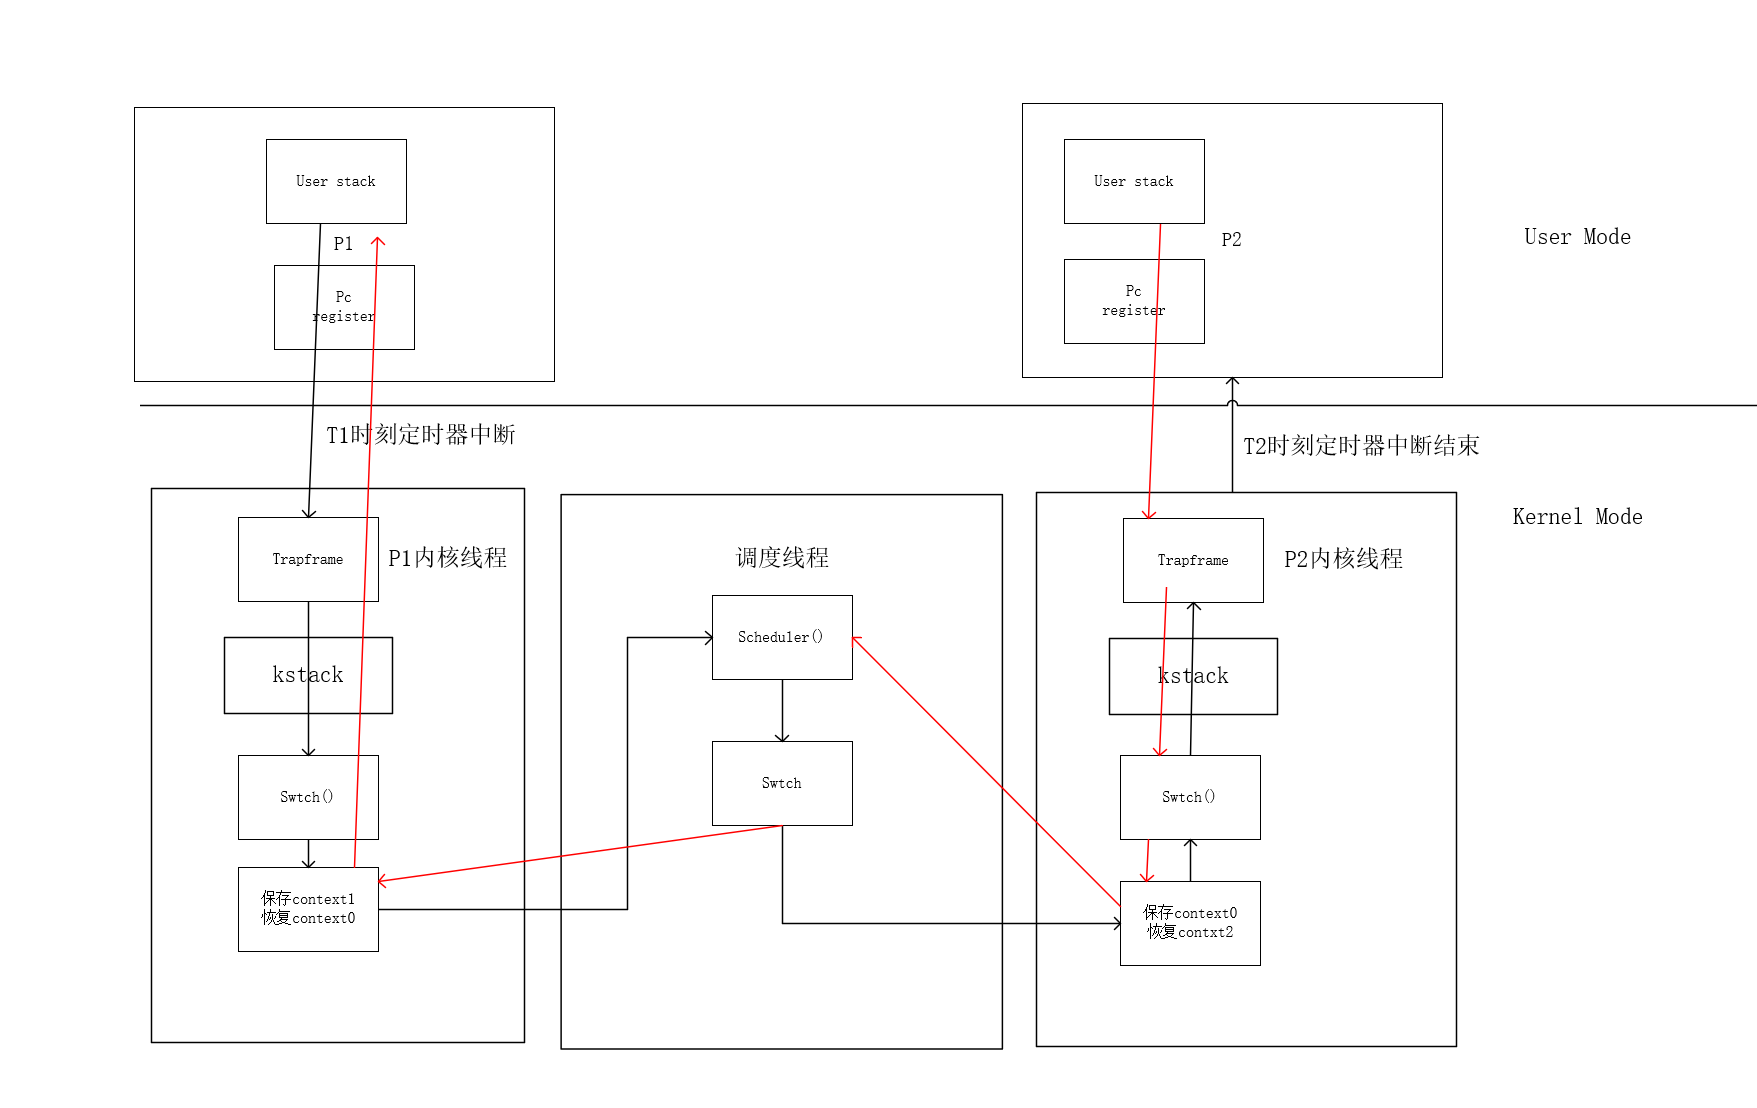 User stack
P1
Pc
register
User stack
P2
Pc
register
User Mode
T1时刻定时器中断
T2时刻定时器中断结束
Kernel Mode
Trapframe
P1内核线程
kstack
Swtch()
保存context1
恢复context0
调度线程
Scheduler()
Swtch
Trapframe
P2内核线程
kstack
Swtch()
保存context0
恢复contxt2